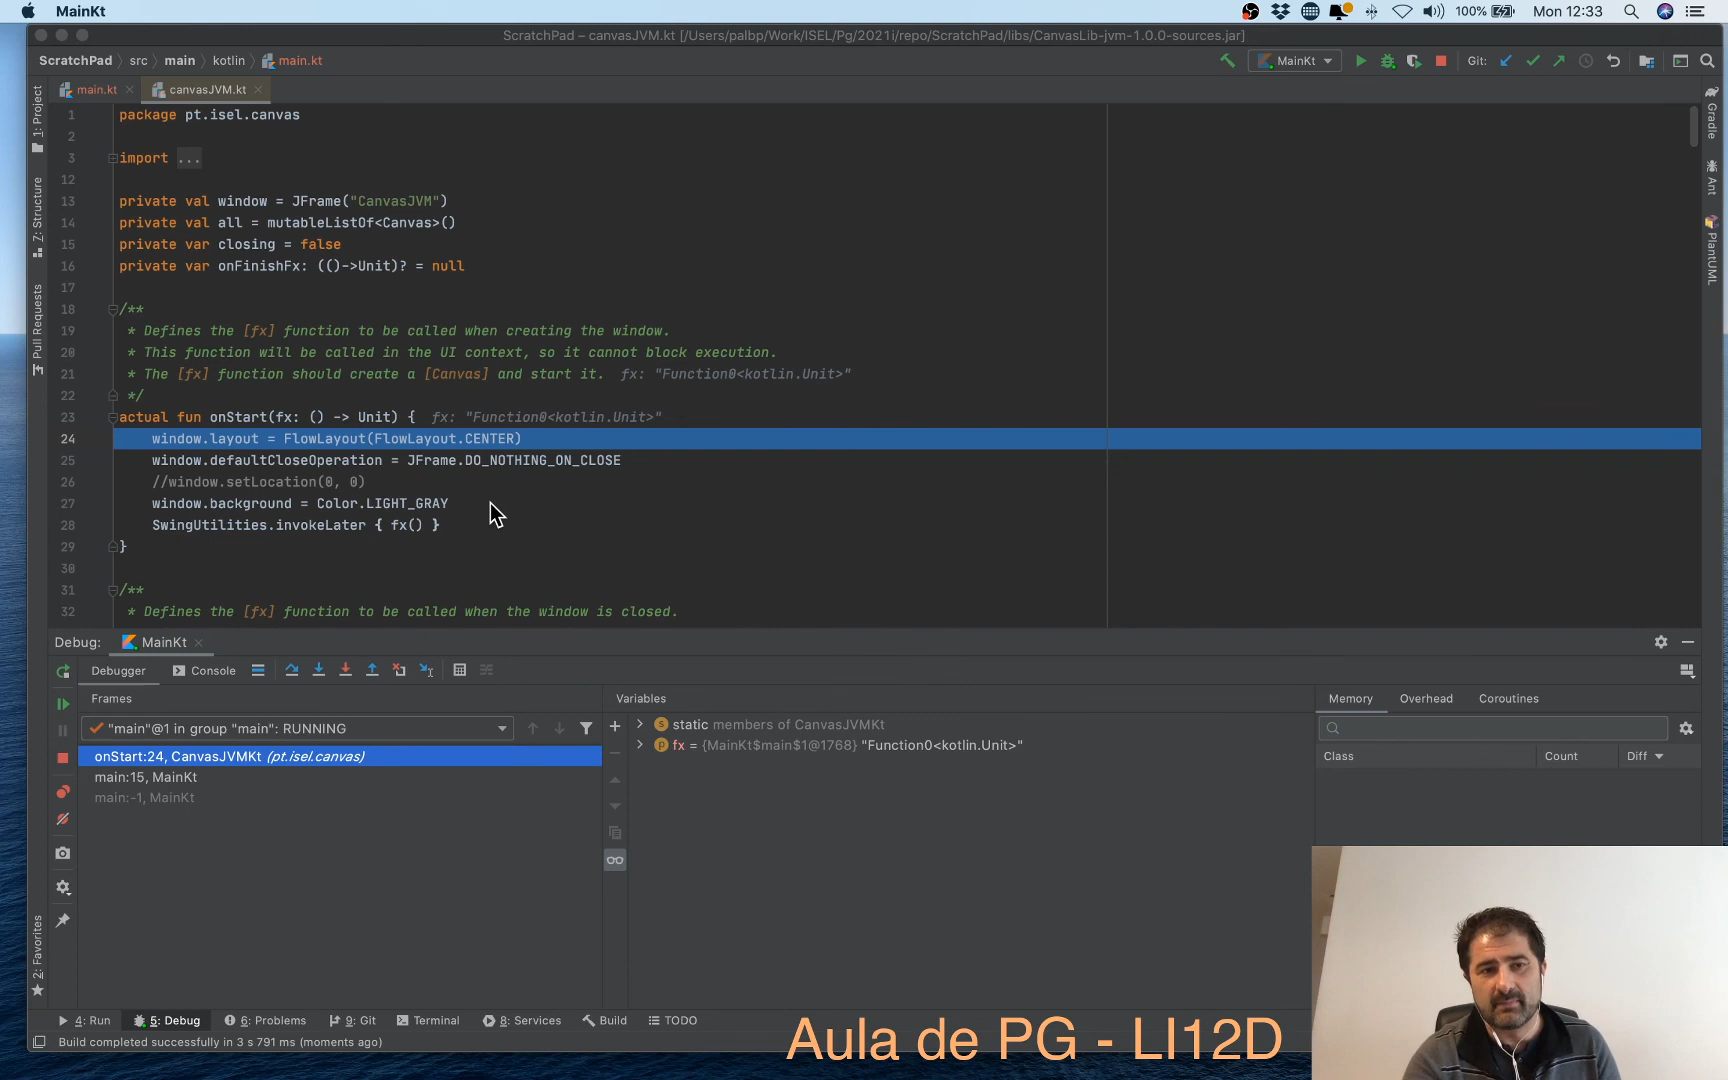 MainKt
100%
Mon 12:33
ScratchPad – canvasJVM.kt [/Users/palbp/Work/ISEL/Pg/2021i/repo/ScratchPad/libs/CanvasLib-jvm-1.0.0-sources.jar]
ScratchPad
src
main
kotlin
main.kt
MainKt
Git:
main.kt
canvasJVM.kt
1: Project
7: Structure
Pull Requests
2: Favorites
Gradle
Ant
PlantUML
1 package pt.isel.canvas
2
3 import ...
12
13 private val window = JFrame("CanvasJVM")
14 private val all = mutableListOf<Canvas>()
15 private var closing = false
16 private var onFinishFx: (()->Unit)? = null
17
18 /**
19 * Defines the [fx] function to be called when creating the window.
20 * This function will be called in the UI context, so it cannot block execution.
21 * The [fx] function should create a [Canvas] and start it. fx: "Function0<kotlin.Unit>"
22 */
23 actual fun onStart(fx: () -> Unit) { fx: "Function0<kotlin.Unit>"
24 window.layout = FlowLayout(FlowLayout.CENTER)
25 window.defaultCloseOperation = JFrame.DO_NOTHING_ON_CLOSE
26 //window.setLocation(0, 0)
27 window.background = Color.LIGHT_GRAY
28 SwingUtilities.invokeLater { fx() }
29 }
30
31 /**
32 * Defines the [fx] function to be called when the window is closed.
Debug:
MainKt
Debugger
Console
Frames
Variables
Memory
Overhead
Coroutines
"main"@1 in group "main": RUNNING
onStart:24, CanvasJVMKt (pt.isel.canvas)
main:15, MainKt
main:-1, MainKt
static members of CanvasJVMKt
fx = {MainKt$main$1@1768} "Function0<kotlin.Unit>"
Class
Count
Diff
4: Run
5: Debug
6: Problems
9: Git
Terminal
8: Services
Build
TODO
Build completed successfully in 3 s 791 ms (moments ago)
Aula de PG - LI12D